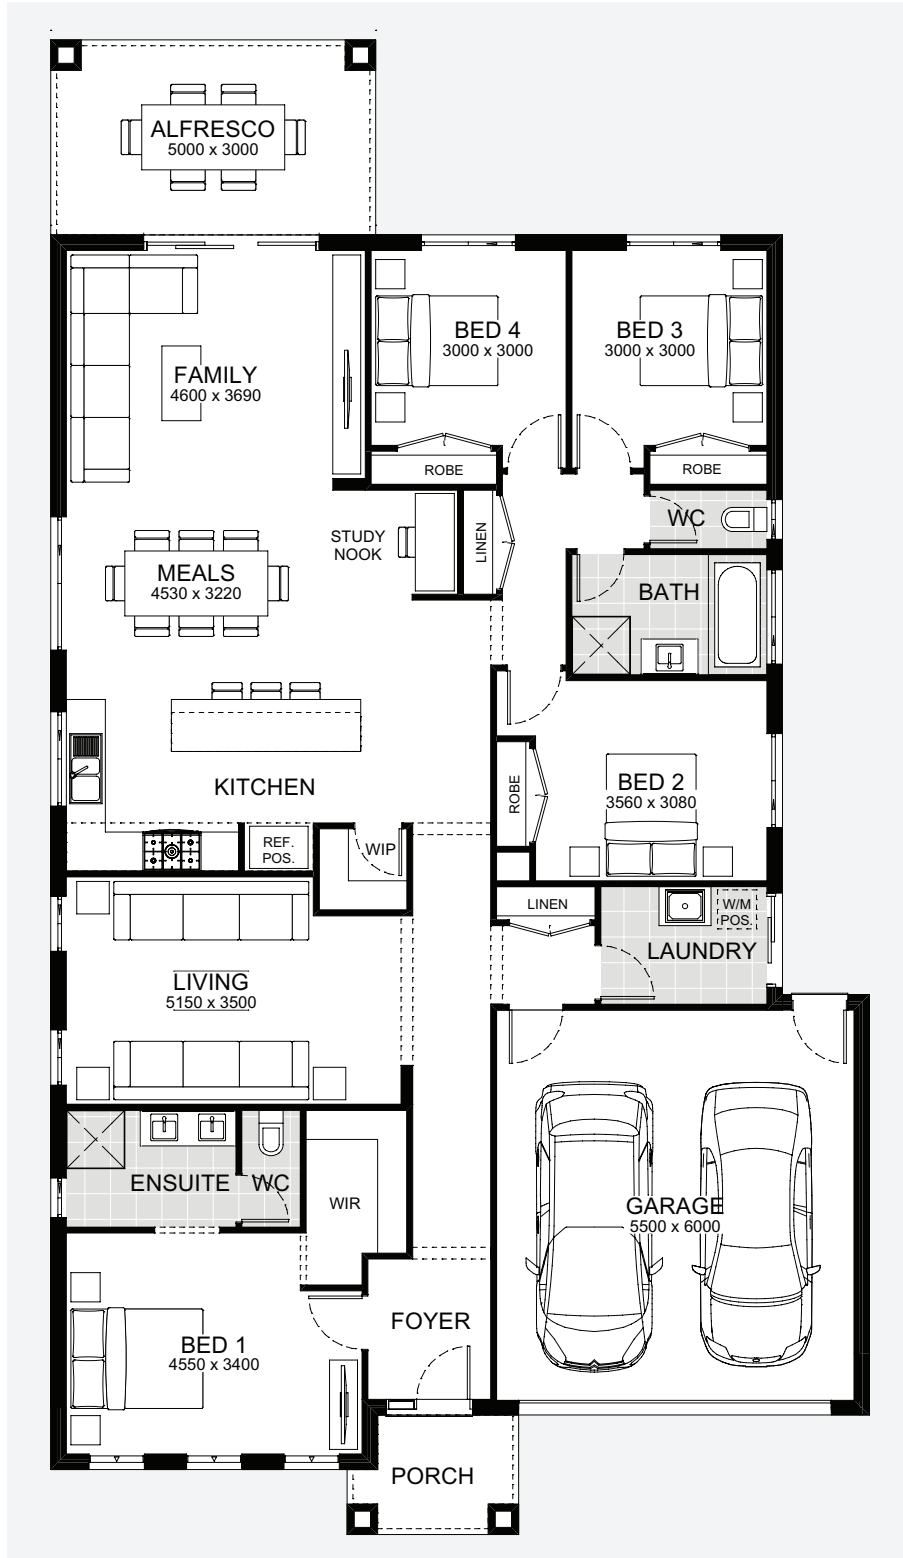 ALFRESCO
5000 x 3000
BED 4
3000 x 3000
BED 3
3000 x 3000
FAMILY
4600 x 3690
ROBE
ROBE
WC
STUDY
NOOK
LINEN
MEALS
4530 x 3220
BATH
KITCHEN
BED 2
3560 x 3080
ROBE
REF.
POS.
WIP
LINEN
W/M
POS.
LAUNDRY
LIVING
5150 x 3500
ENSUITE
WC
WIR
GARAGE
5500 x 6000
FOYER
BED 1
4550 x 3400
PORCH